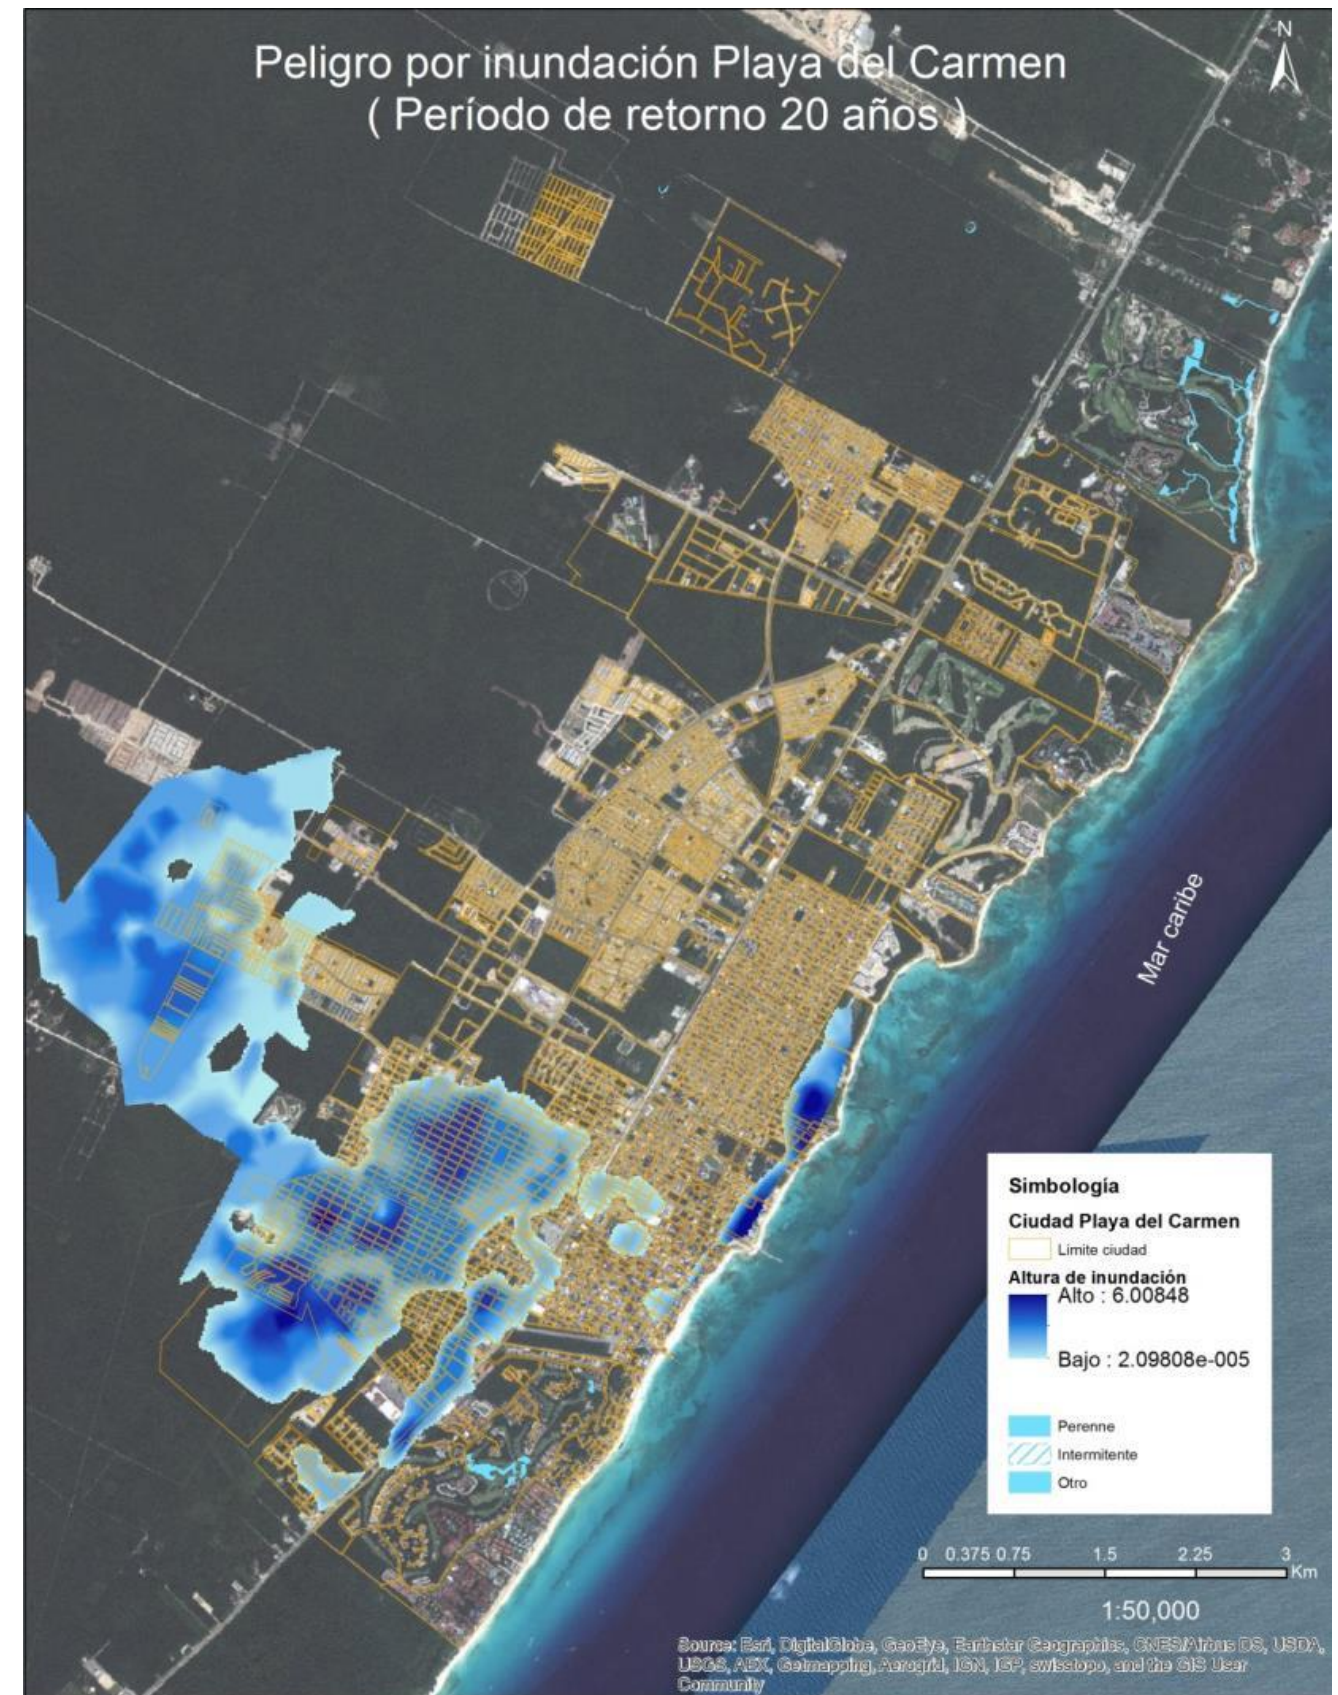 Peligro por inundación Playa del Carmen
( Período de retorno 20 años )
N
Mar caribe
Simbología
Ciudad Playa del Carmen
Limite ciudad
Altura de inundación
Alto : 6.00848
Bajo : 2.09808e-005
Perenne
Intermitente
Otro
0 0.375 0.75 1.5 2.25 3
Km
1:50,000
Source: Esri, DigitalGlobe, GeoEye, Earthstar Geographics, CNES/Airbus DS, USDA,
USGS, AEX, Getmapping, Aerogrid, IGN, IGP, swisstopo, and the GIS User
Community